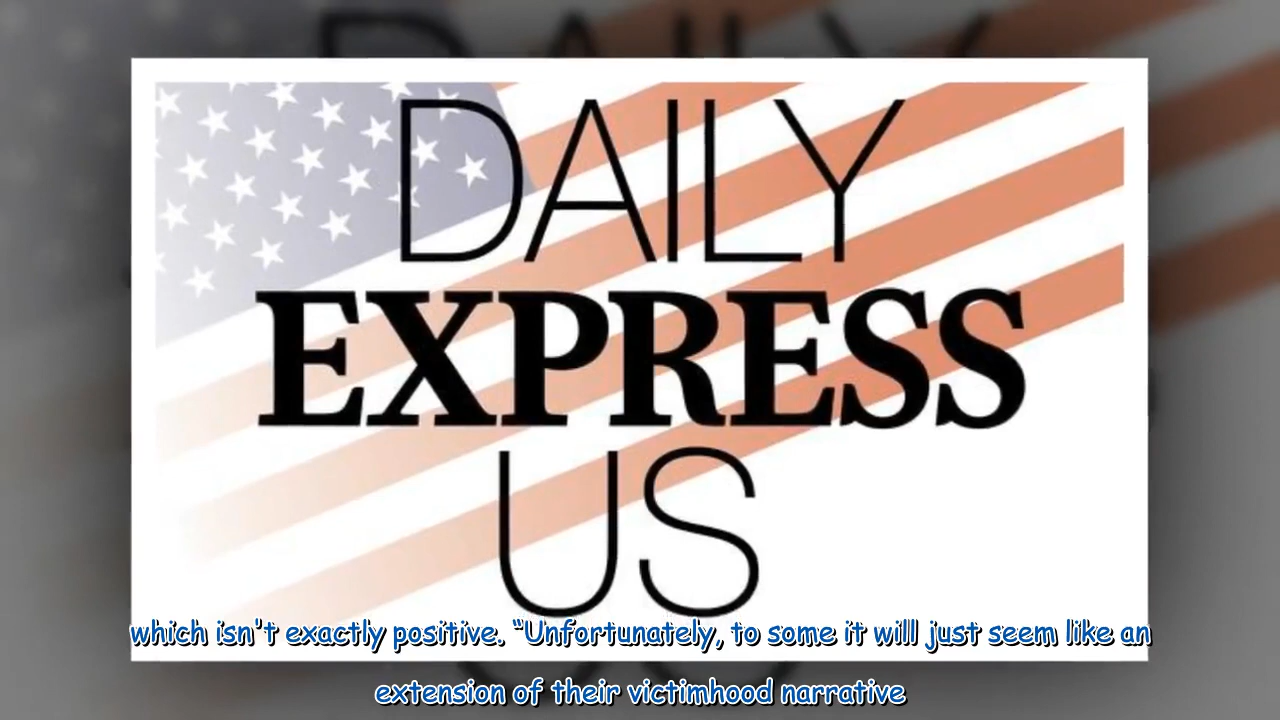 DAILY
EXPRESS
US
which isn't exactly positive. “Unfortunately, to some it will just seem like an
extension of their victimhood narrative